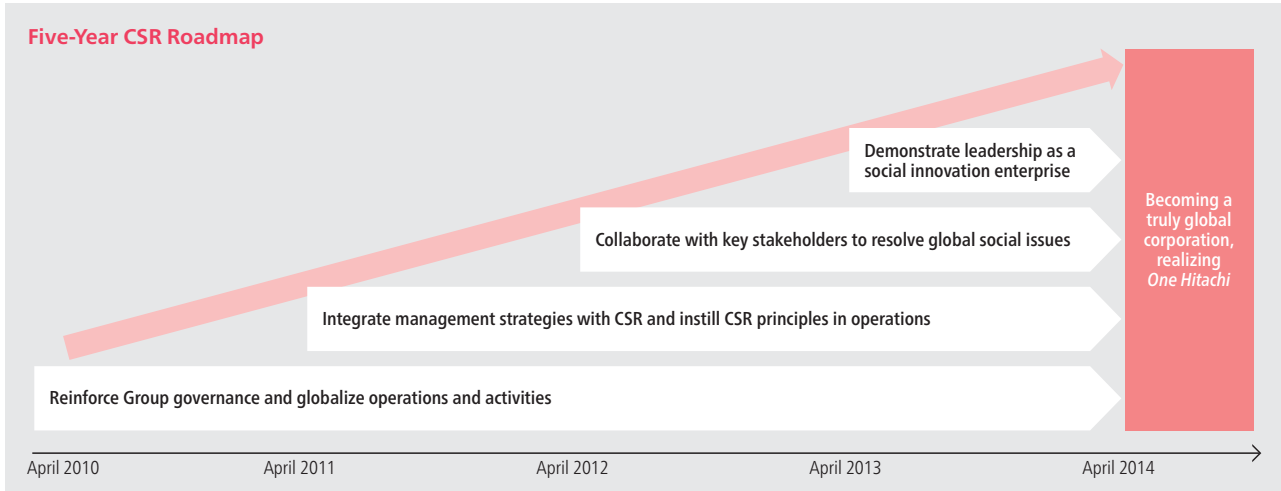 Five-Year CSR Roadmap
Demonstrate leadership as a
social innovation enterprise
Collaborate with key stakeholders to resolve global social issues
Integrate management strategies with CSR and instill CSR principles in operations
Reinforce Group governance and globalize operations and activities
Becoming a
truly global
corporation,
realizing
One Hitachi
April 2010
April 2011
April 2012
April 2013
April 2014